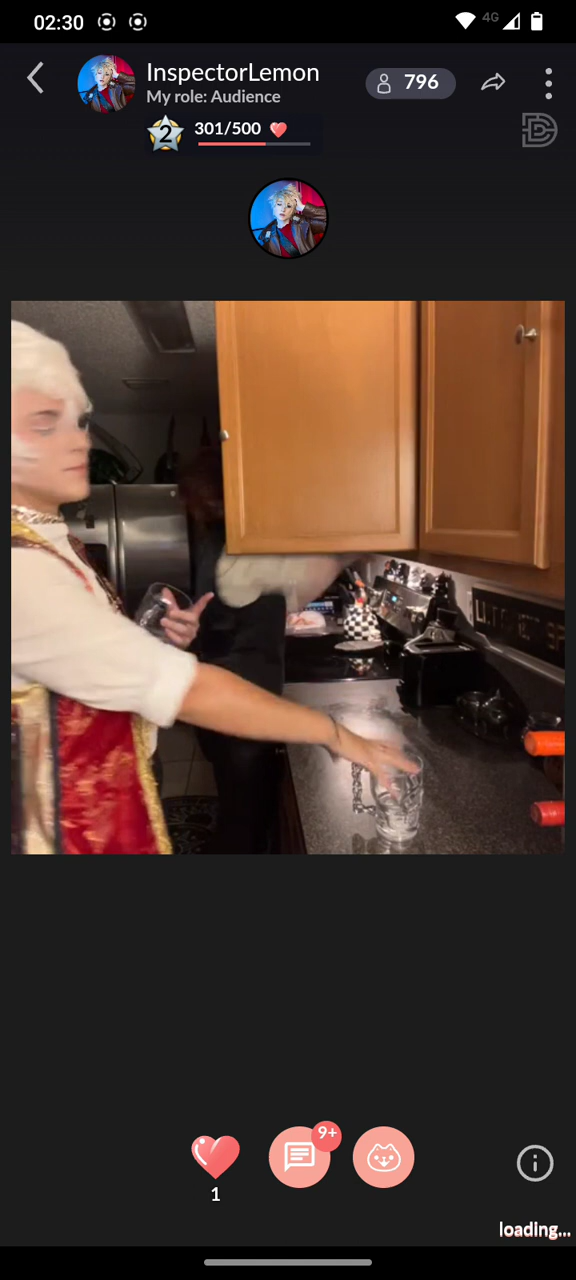 02:30
4G
InspectorLemon
796
My role: Audience
2
301/500
9+
1
loading...